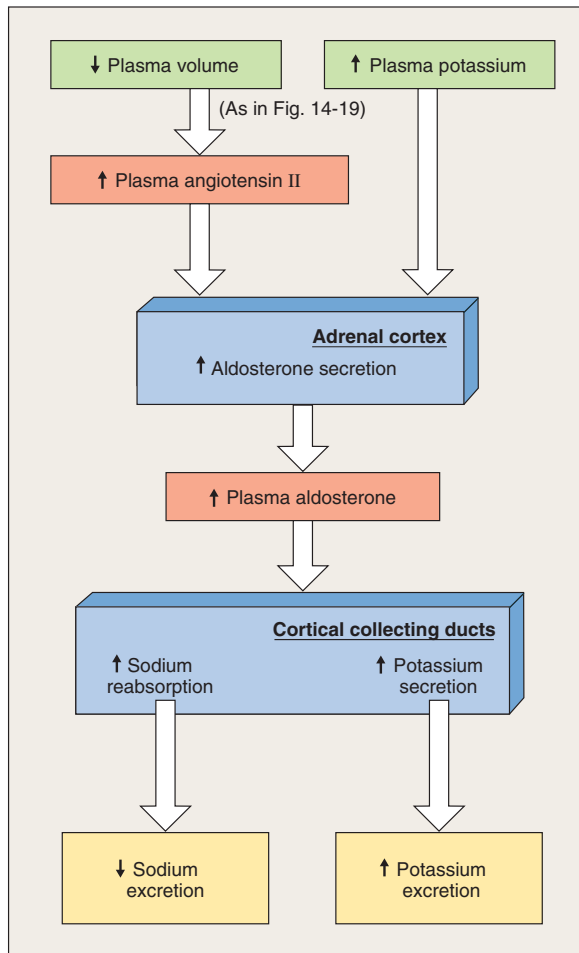 ↓ Plasma volume
↑ Plasma potassium
(As in Fig. 14-19)
↑ Plasma angiotensin II
Adrenal cortex
↑ Aldosterone secretion
↑ Plasma aldosterone
Cortical collecting ducts
↑ Sodium
reabsorption
↑ Potassium
secretion
↓ Sodium
excretion
↑ Potassium
excretion